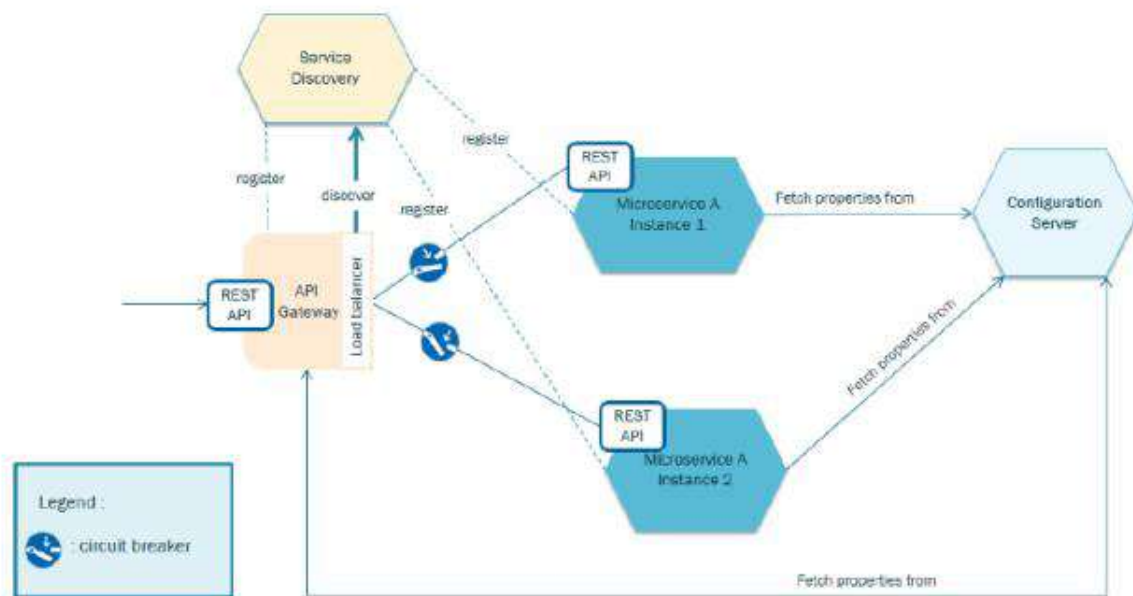 Service
Discovery
register
register
discover
register
REST
API
Microservice A
Instance 1
Fetch properties from
Configuration
Server
REST
API
API
Gateway
Load balancer
Fetch properties from
REST
API
Microservice A
Instance 2
Legend :
: circuit breaker
Fetch properties from